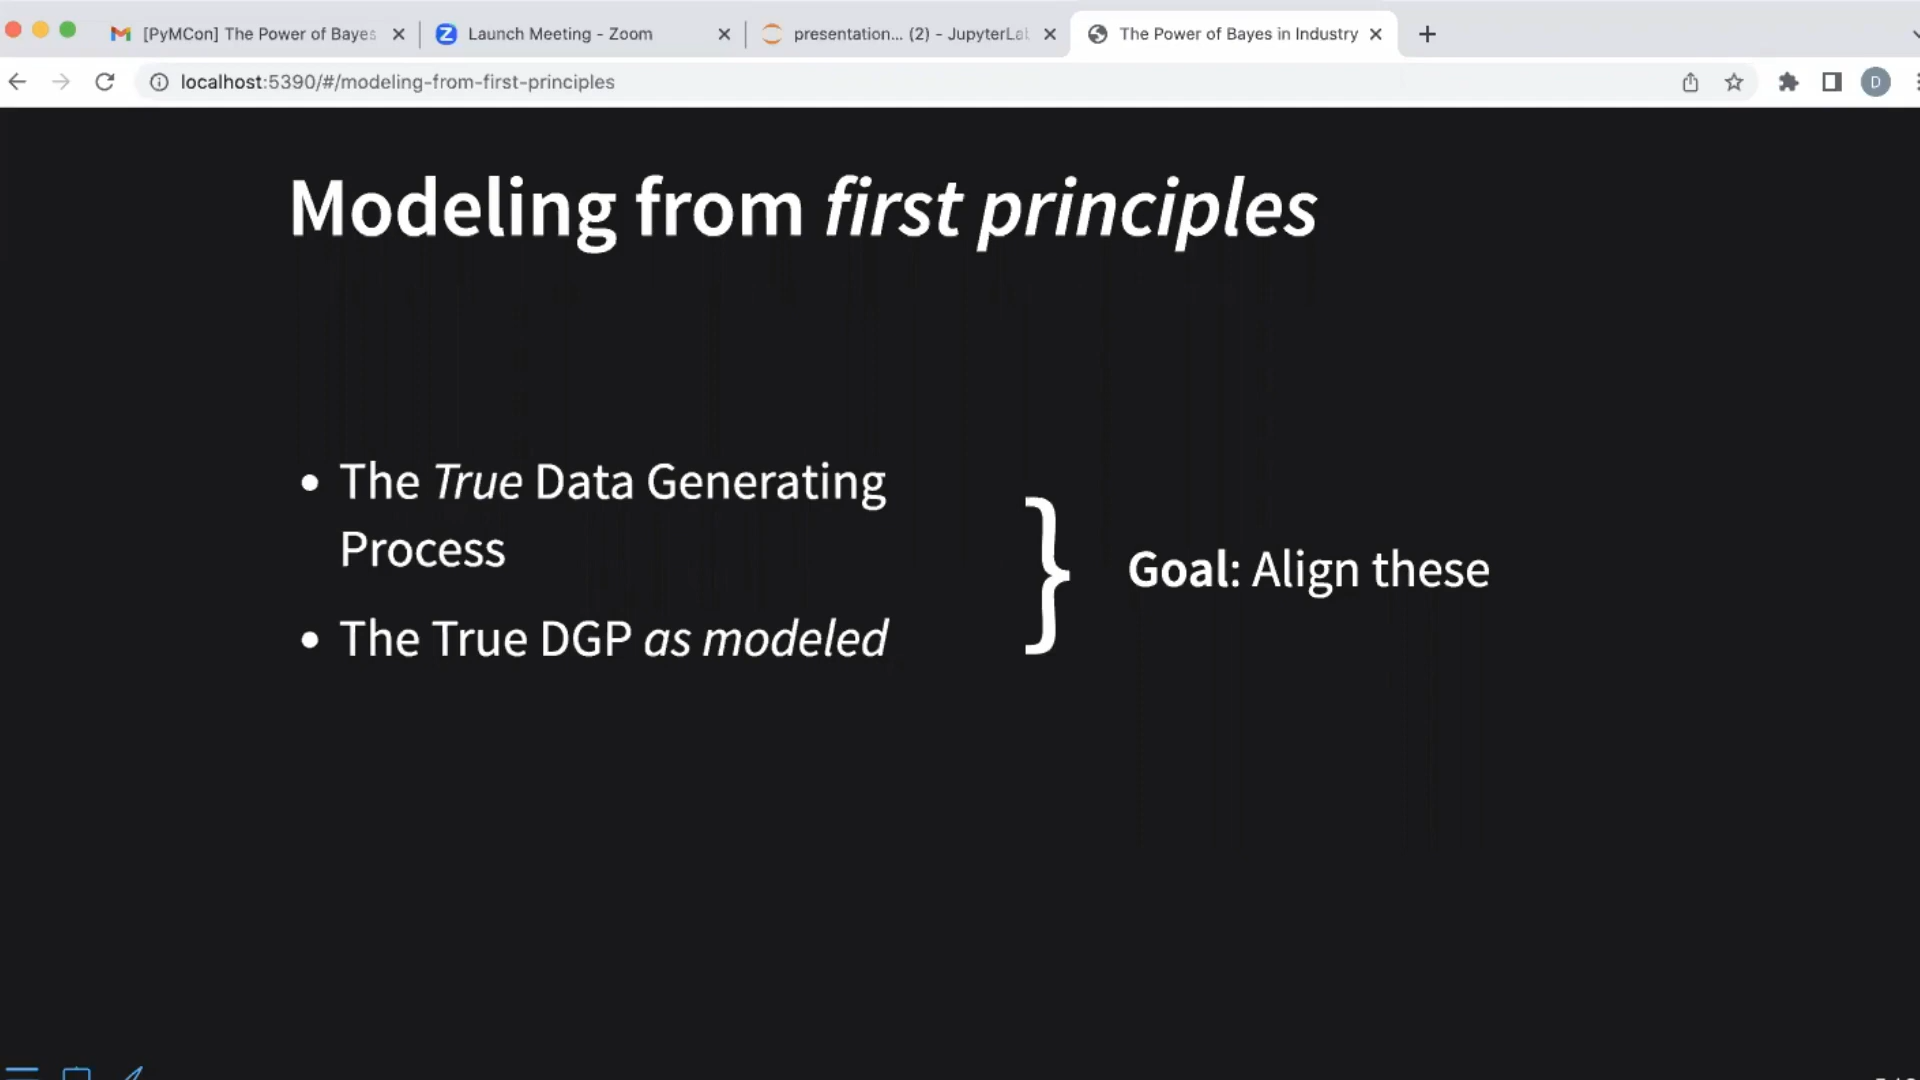 [PyMCon] The Power of Bayes
Launch Meeting - Zoom
presentation... (2) - JupyterLa
The Power of Bayes in Industry
localhost:5390/#/modeling-from-first-principles
D
Modeling from first principles
• The True Data Generating
Process
• The True DGP as modeled
}
Goal: Align these